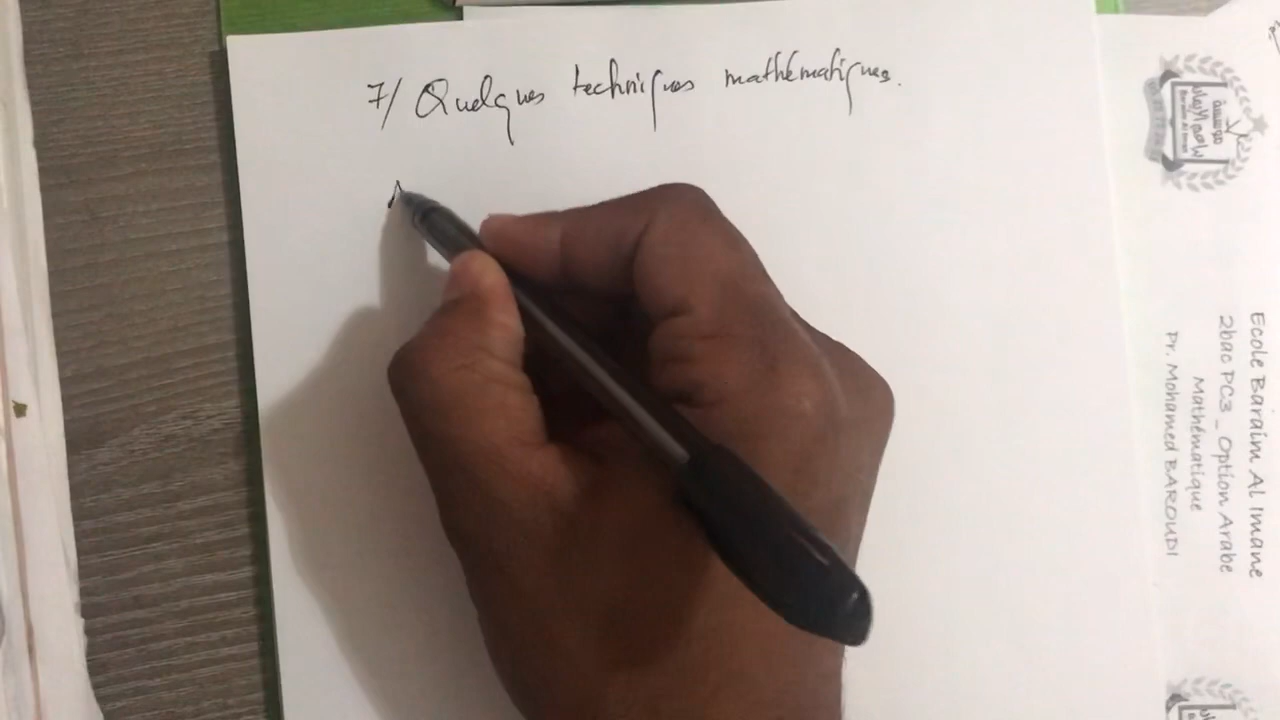 7/ Quelques techniques mathématiques.
Ecole Baraim Al Imane
2bac PC3_ Option Arabe
Mathématique
Pr. Mohamed BAROUDI